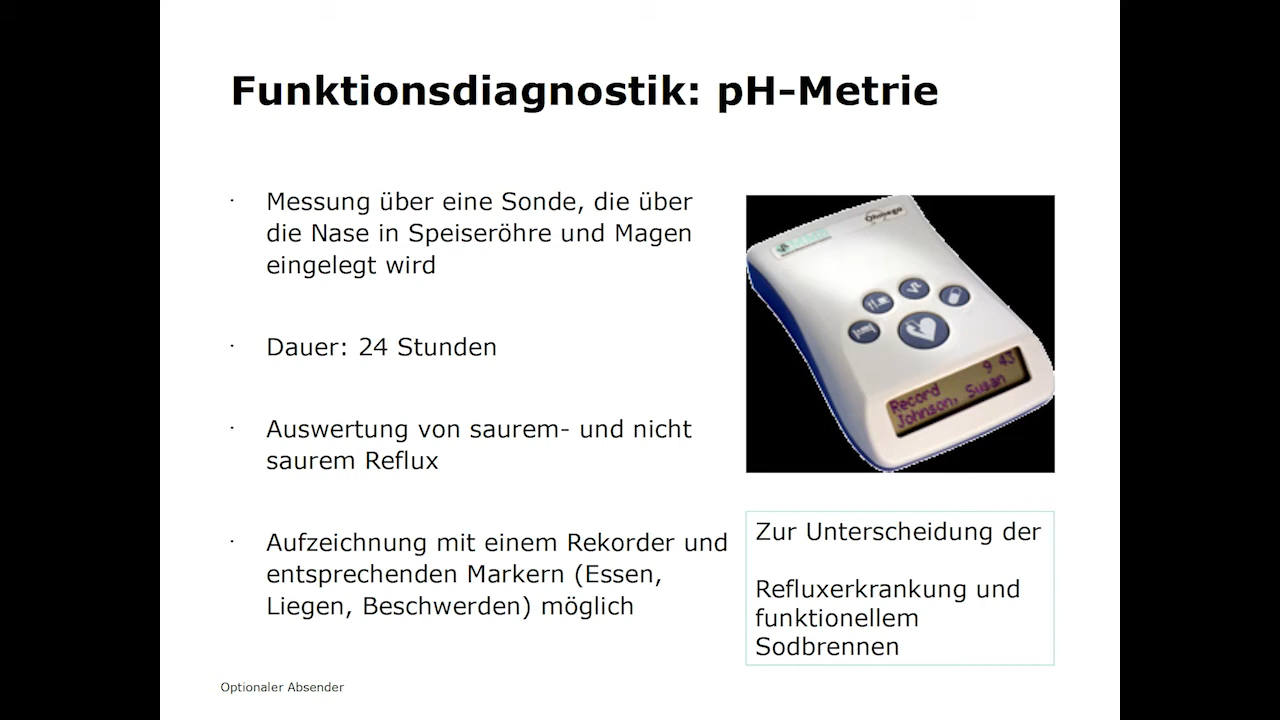 Funktionsdiagnostik: pH-Metrie
Messung über eine Sonde, die über
die Nase in Speiseröhre und Magen
eingelegt wird
Dauer: 24 Stunden
Auswertung von saurem- und nicht
saurem Reflux
Aufzeichnung mit einem Rekorder und
entsprechenden Markern (Essen,
Liegen, Beschwerden) möglich
Ohmega
9 43
Record
Johnson, Susan
Zur Unterscheidung der
Refluxerkrankung und
funktionellem
Sodbrennen
Optionaler Absender